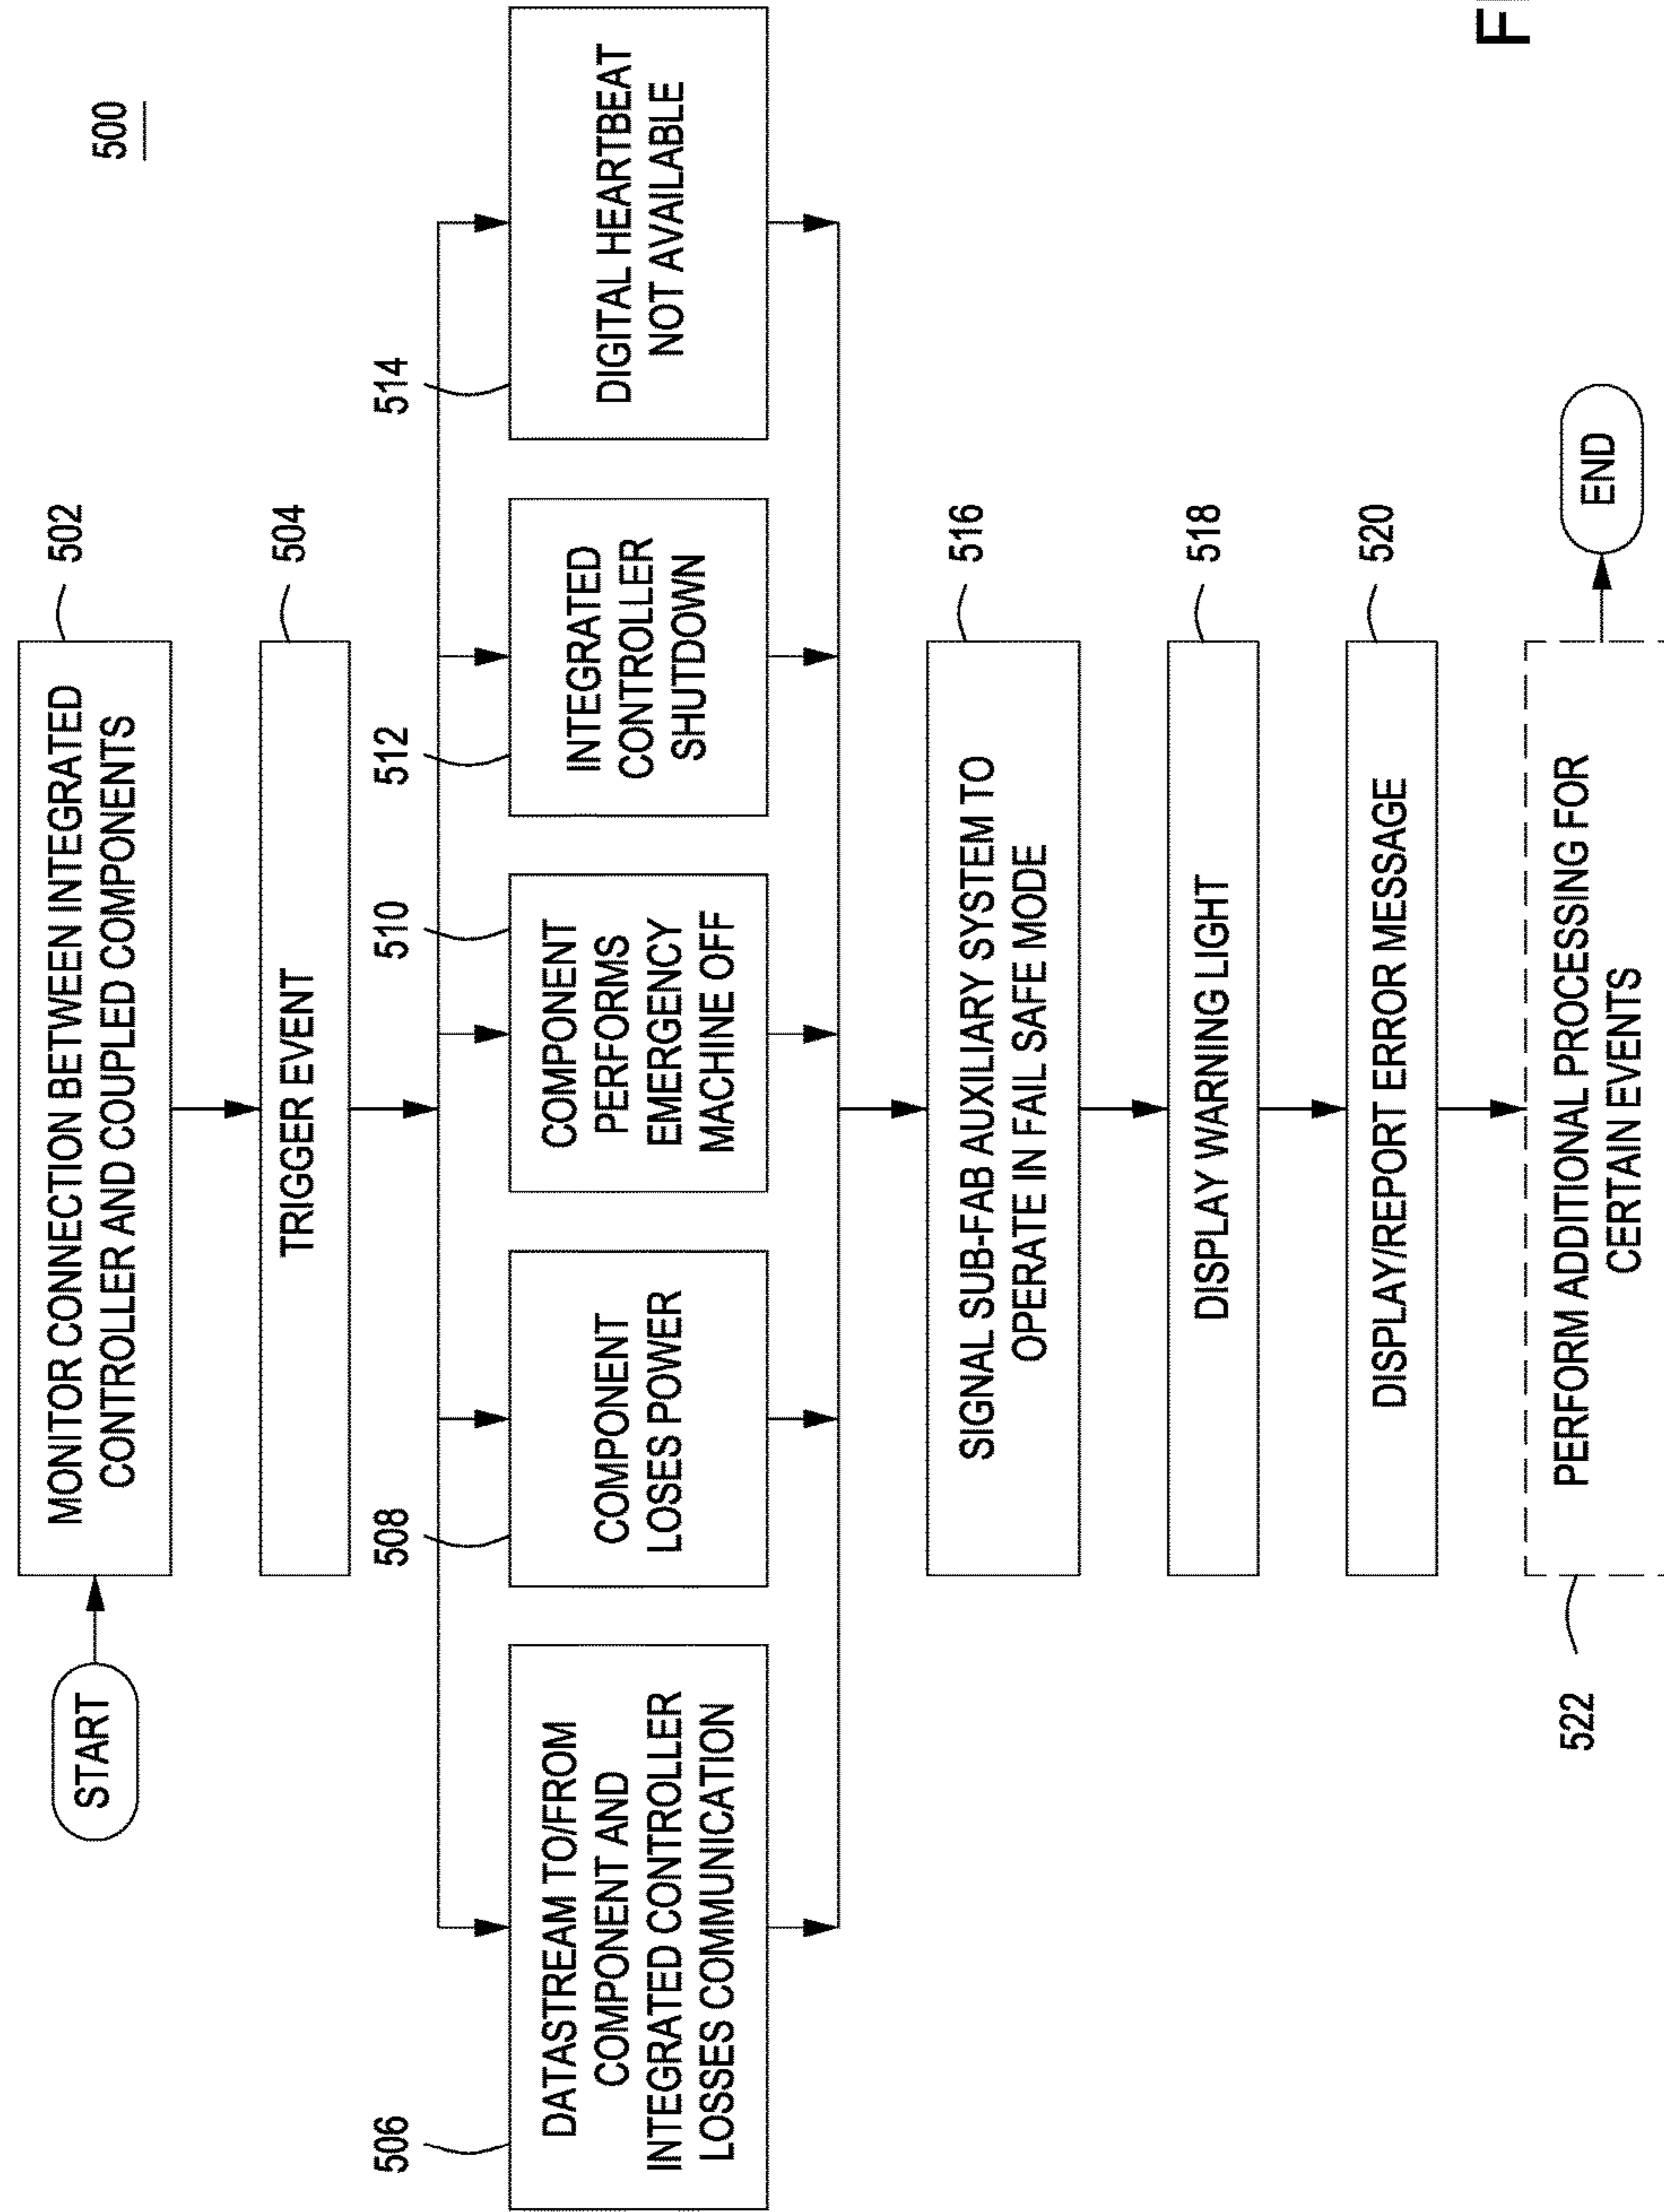 500
START
MONITOR CONNECTION BETWEEN INTEGRATED
CONTROLLER AND COUPLED COMPONENTS
502
TRIGGER EVENT
504
506
DATASTREAM TO/FROM
COMPONENT AND
INTEGRATED CONTROLLER
LOSSES COMMUNICATION
508
COMPONENT
LOSES POWER
510
COMPONENT
PERFORMS
EMERGENCY
MACHINE OFF
512
INTEGRATED
CONTROLLER
SHUTDOWN
514
DIGITAL HEARTBEAT
NOT AVAILABLE
SIGNAL SUB-FAB AUXILIARY SYSTEM TO
OPERATE IN FAIL SAFE MODE
516
DISPLAY WARNING LIGHT
518
DISPLAY/REPORT ERROR MESSAGE
520
522
PERFORM ADDITIONAL PROCESSING FOR
CERTAIN EVENTS
END